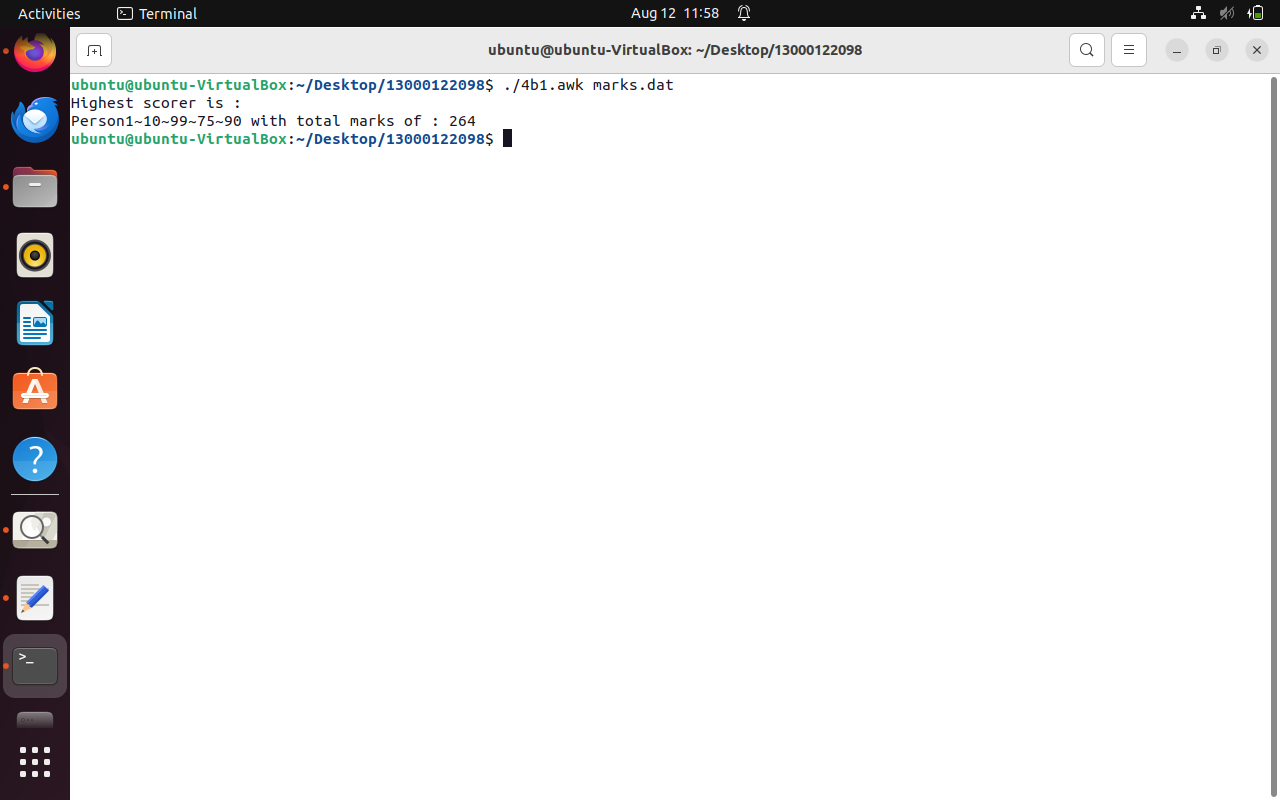 Activities Terminal Aug 12 11:58
ubuntu@ubuntu-VirtualBox: ~/Desktop/13000122098
ubuntu@ubuntu-VirtualBox:~/Desktop/13000122098$ ./4b1.awk marks.dat
Highest scorer is :
Person1~10~99~75~90 with total marks of : 264
ubuntu@ubuntu-VirtualBox:~/Desktop/13000122098$